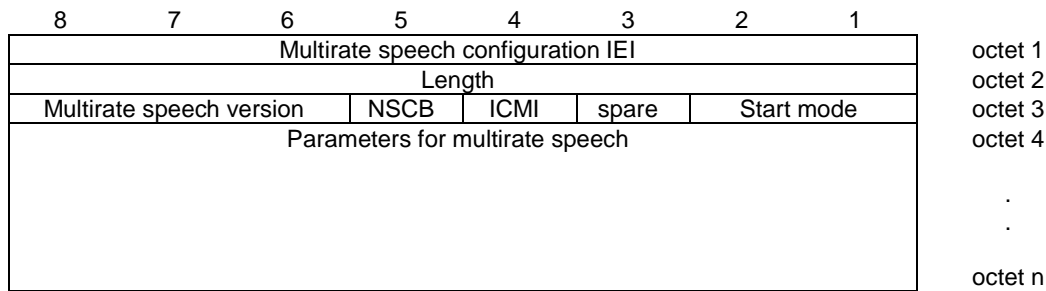 8 7 6 5 4 3 2 1
Multirate speech configuration IEI octet 1
Length octet 2
Multirate speech version NSCB ICMI spare Start mode octet 3
Parameters for multirate speech octet 4
.
.
octet n